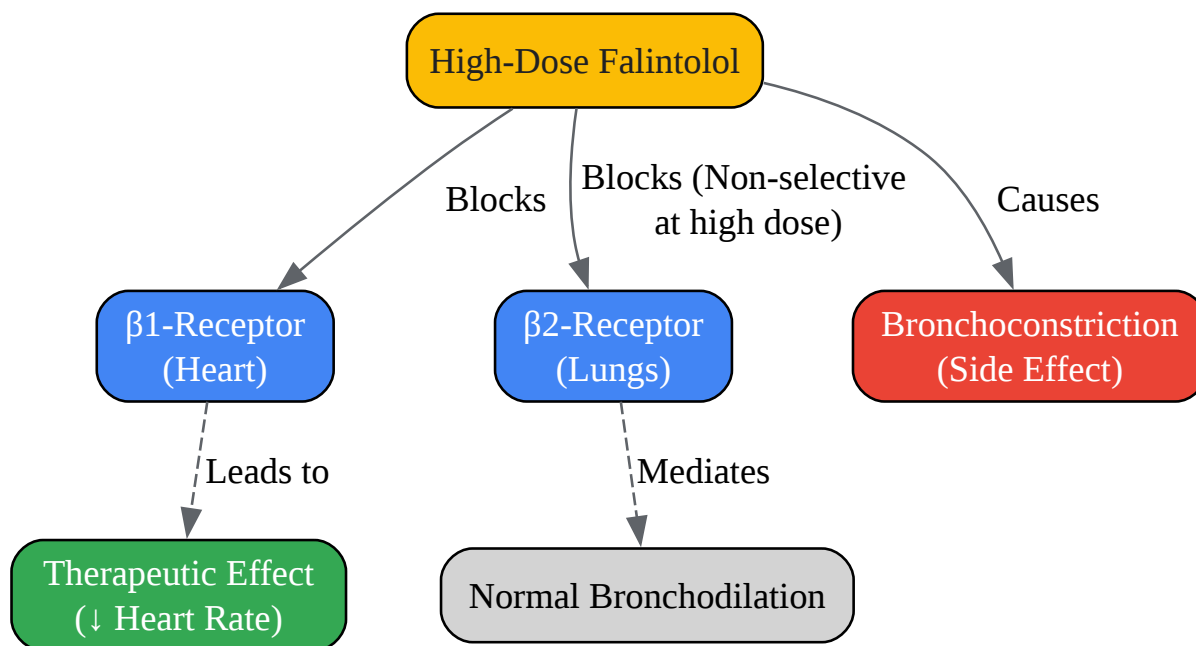 High-Dose Falintolol
Blocks
Blocks (Non-selective
at high dose)
Causes
β1-Receptor
(Heart)
β2-Receptor
(Lungs)
Bronchoconstriction
(Side Effect)
Leads to
Mediates
Therapeutic Effect
(↓ Heart Rate)
Normal Bronchodilation